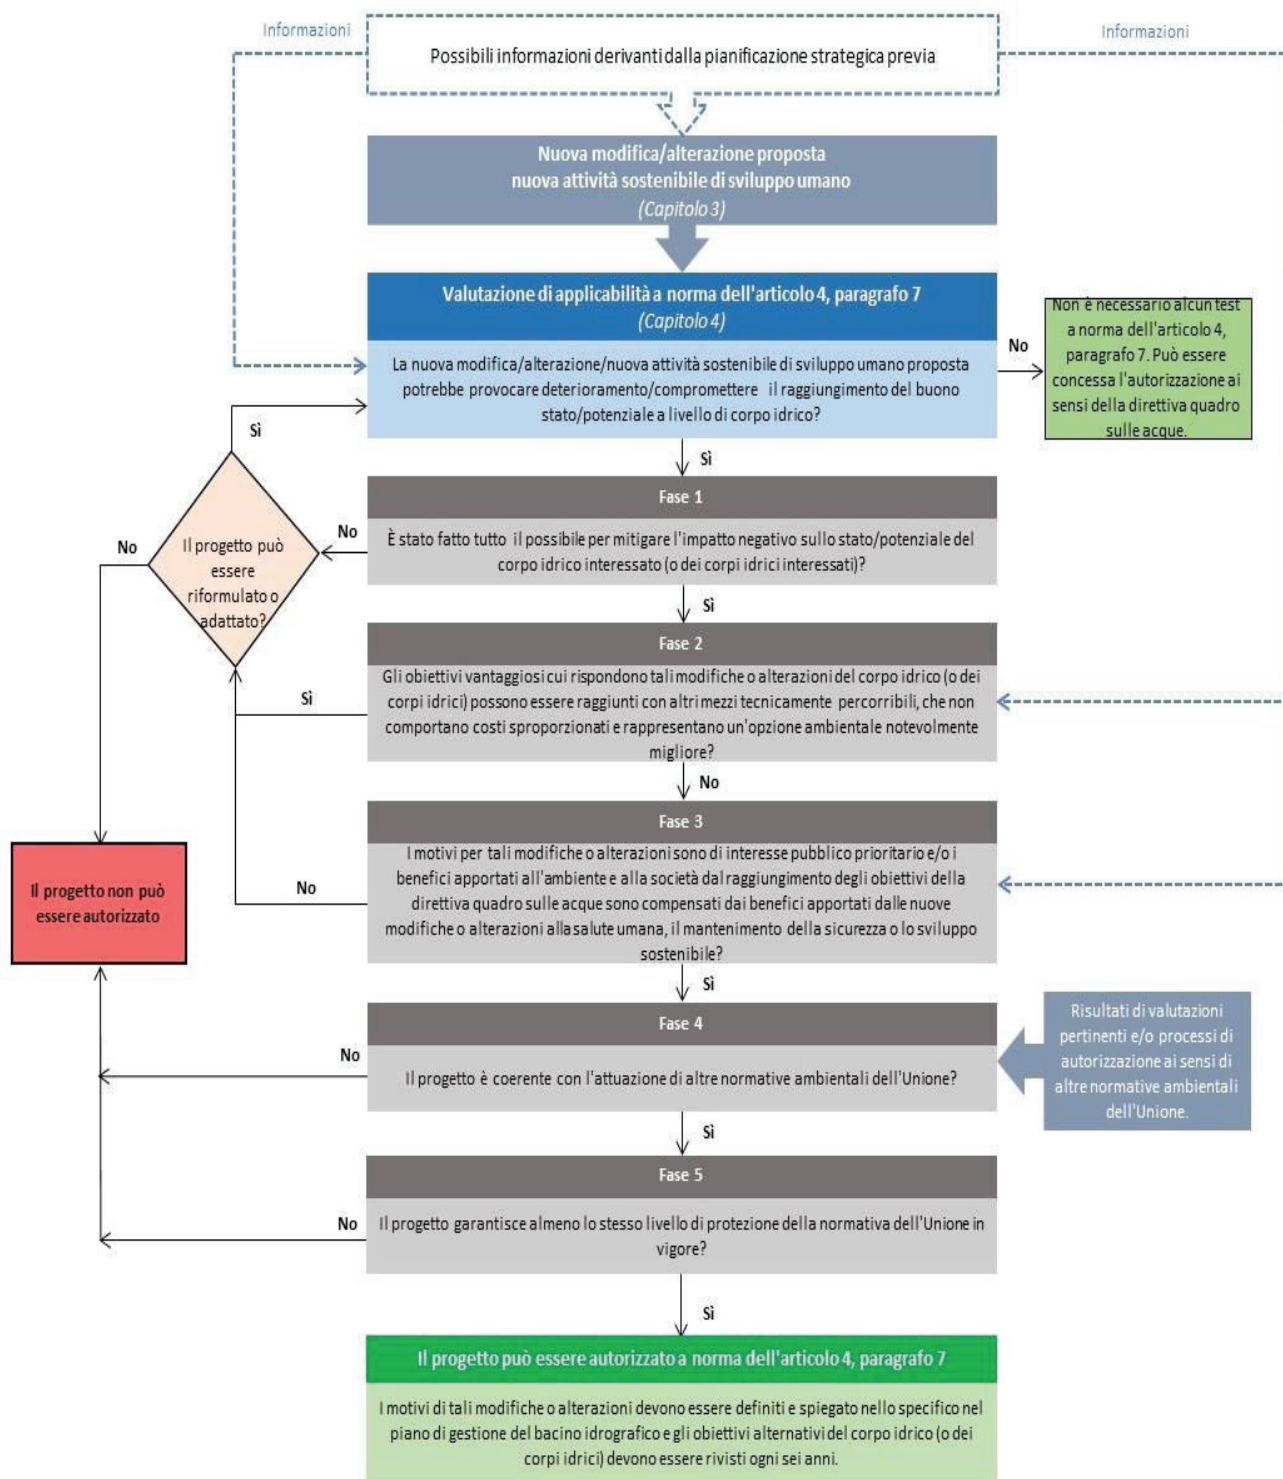 Informazioni
Informazioni
Possibili informazioni derivanti dalla pianificazione strategica previa
Nuova modifica/alterazione proposta
nuova attività sostenibile di sviluppo umano
(Capitolo 3)
Valutazione di applicabilità a norma dell'articolo 4, paragrafo 7
(Capitolo 4)
La nuova modifica/alterazione/nuova attività sostenibile di sviluppo umano proposta
potrebbe provocare deterioramento/compromettere il raggiungimento del buono
stato/potenziale a livello di corpo idrico?
No
Non è necessario alcun test
a norma dell'articolo 4,
paragrafo 7. Può essere
concessa l'autorizzazione ai
sensi della direttiva quadro
sulle acque.
Sì
Sì
Fase 1
È stato fatto tutto il possibile per mitigare l'impatto negativo sullo stato/potenziale del
corpo idrico interessato (o dei corpi idrici interessati)?
No
No
Il progetto può
essere
riformulato o
adattato?
Sì
Fase 2
Gli obiettivi vantaggiosi cui rispondono tali modifiche o alterazioni del corpo idrico (o dei
corpi idrici) possono essere raggiunti con altri mezzi tecnicamente percorribili, che non
comportano costi sproporzionati e rappresentano un'opzione ambientale notevolmente
migliore?
Sì
No
Fase 3
I motivi per tali modifiche o alterazioni sono di interesse pubblico prioritario e/o i
benefici apportati all'ambiente e alla società dal raggiungimento degli obiettivi della
direttiva quadro sulle acque sono compensati dai benefici apportati dalle nuove
modifiche o alterazioni alla salute umana, il mantenimento della sicurezza o lo sviluppo
sostenibile?
No
Il progetto non può
essere autorizzato
Sì
Fase 4
Il progetto è coerente con l'attuazione di altre normative ambientali dell'Unione?
No
Risultati di valutazioni
pertinenti e/o processi di
autorizzazione ai sensi di
altre normative ambientali
dell'Unione.
Sì
Fase 5
Il progetto garantisce almeno lo stesso livello di protezione della normativa dell'Unione in
vigore?
No
Sì
Il progetto può essere autorizzato a norma dell'articolo 4, paragrafo 7
I motivi di tali modifiche o alterazioni devono essere definiti e spiegato nello specifico nel
piano di gestione del bacino idrografico e gli obiettivi alternativi del corpo idrico (o dei
corpi idrici) devono essere rivisti ogni sei anni.